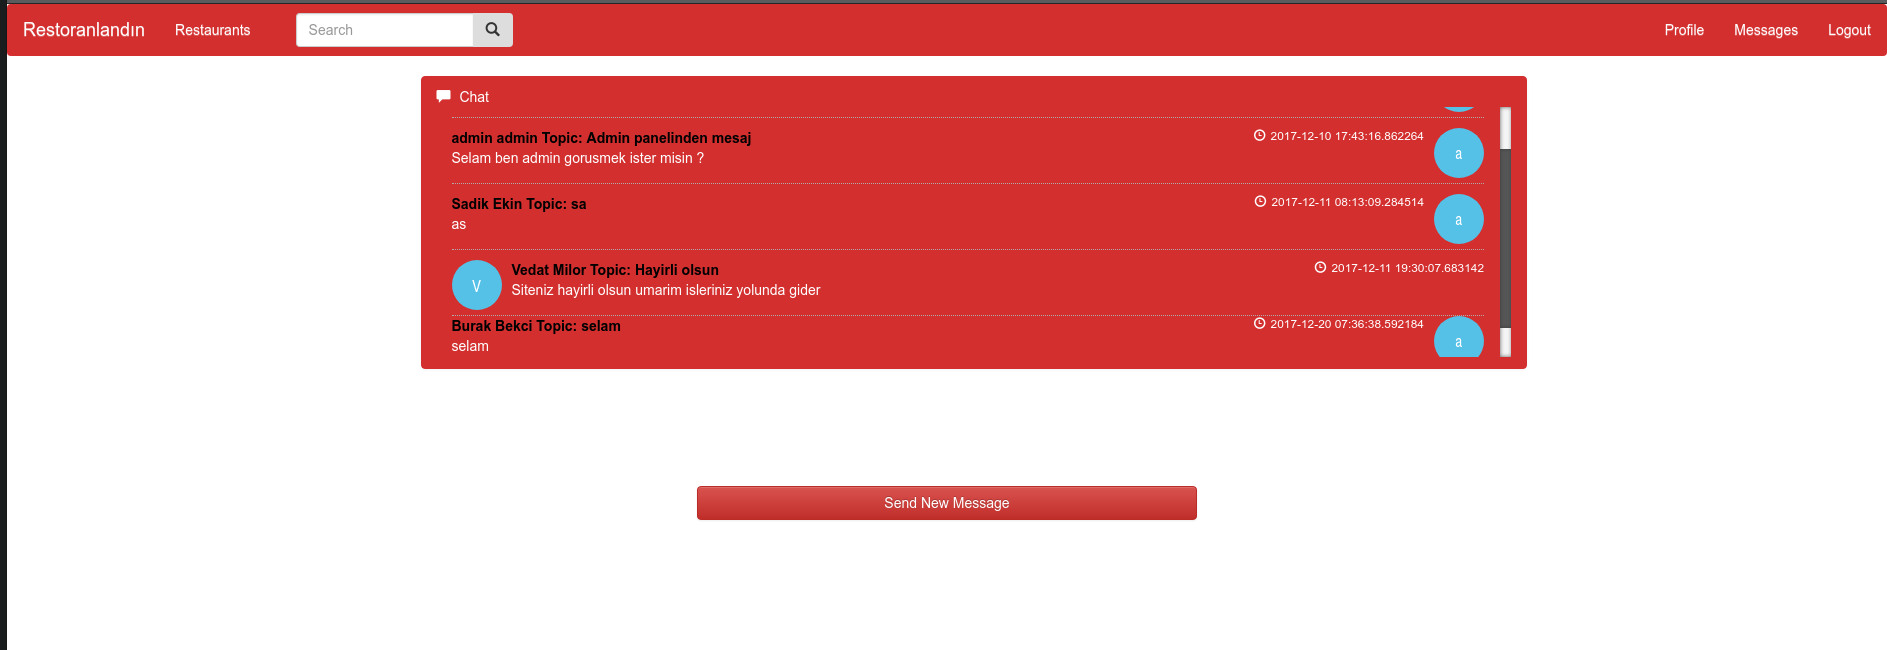 Restoranlandın Restaurants Search Profile Messages Logout
Chat
admin admin Topic: Admin panelinden mesaj 2017-12-10 17:43:16.862264
Selam ben admin gorusmek ister misin ?
a
Sadik Ekin Topic: sa 2017-12-11 08:13:09.284514
as
a
V
Vedat Milor Topic: Hayirli olsun 2017-12-11 19:30:07.683142
Siteniz hayirli olsun umarim isleriniz yolunda gider
Burak Bekci Topic: selam 2017-12-20 07:36:38.592184
selam
a
Send New Message